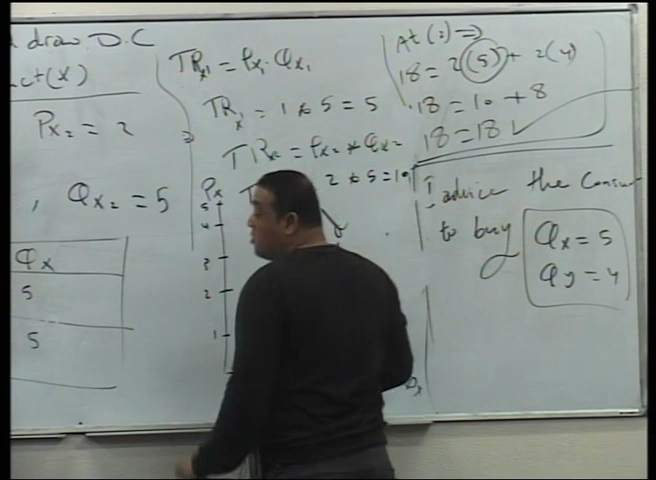 draw D.C
ct(x)
Px2 = 2
, Qx2 = 5
Qx
5
5
TRx1 = Px1 . Qx1
TRx1 = 1 * 5 = 5
TRx2 = Px2 * Qx2
2 * 5 = 10
Px
5
4
3
2
1
At (2) ⇒
18 = 2(5) + 2(4)
18 = 10 + 8
18 = 18 ✓
I advice the
to buy
Qx = 5
Qy = 4